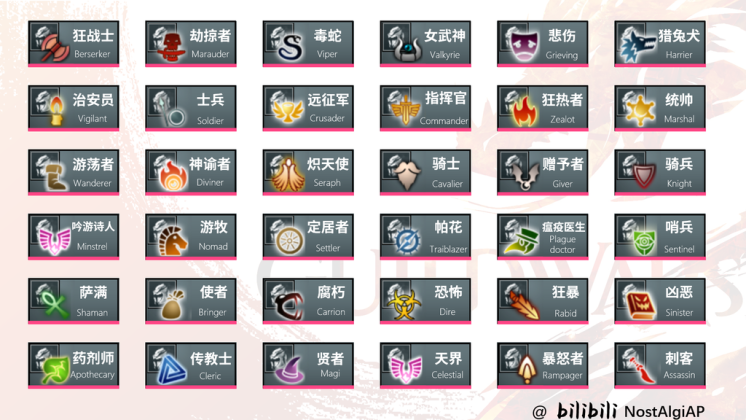 狂战士
Berserker
劫掠者
Marauder
毒蛇
Viper
女武神
Valkyrie
悲伤
Grieving
猎兔犬
Harrier
治安员
Vigilant
士兵
Soldier
远征军
Crusader
指挥官
Commander
狂热者
Zealot
统帅
Marshal
游荡者
Wanderer
神谕者
Diviner
炽天使
Seraph
骑士
Cavalier
赠予者
Giver
骑兵
Knight
吟游诗人
Minstrel
游牧
Nomad
定居者
Settler
帕花
Traiblazer
瘟疫医生
Plague
doctor
哨兵
Sentinel
萨满
Shaman
使者
Bringer
腐朽
Carrion
恐怖
Dire
狂暴
Rabid
凶恶
Sinister
药剂师
Apothecary
传教士
Cleric
贤者
Magi
天界
Celestial
暴怒者
Rampager
刺客
Assassin
@ bilibili NostAlgiAP